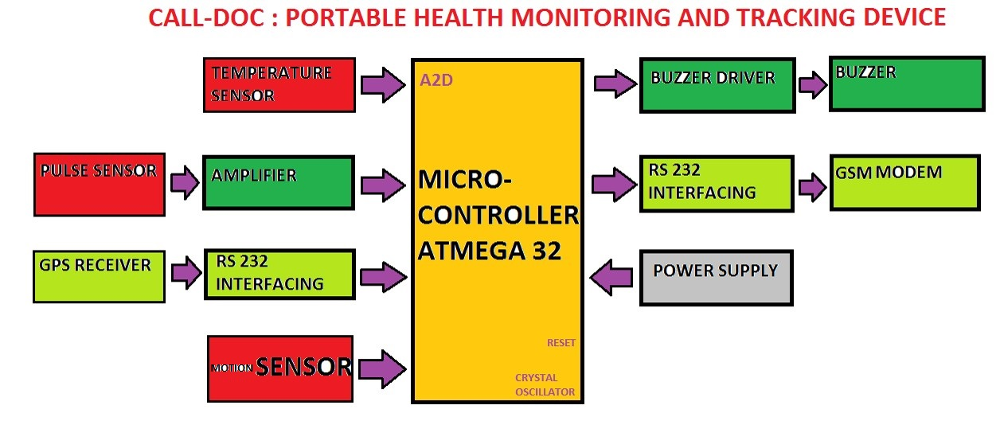 CALL-DOC : PORTABLE HEALTH MONITORING AND TRACKING DEVICE
TEMPERATURE
SENSOR
A2D
BUZZER DRIVER
BUZZER
PULSE SENSOR
AMPLIFIER
MICRO-
CONTROLLER
ATMEGA 32
RS 232
INTERFACING
GSM MODEM
GPS RECEIVER
RS 232
INTERFACING
POWER SUPPLY
MOTION SENSOR
RESET
CRYSTAL
OSCILLATOR